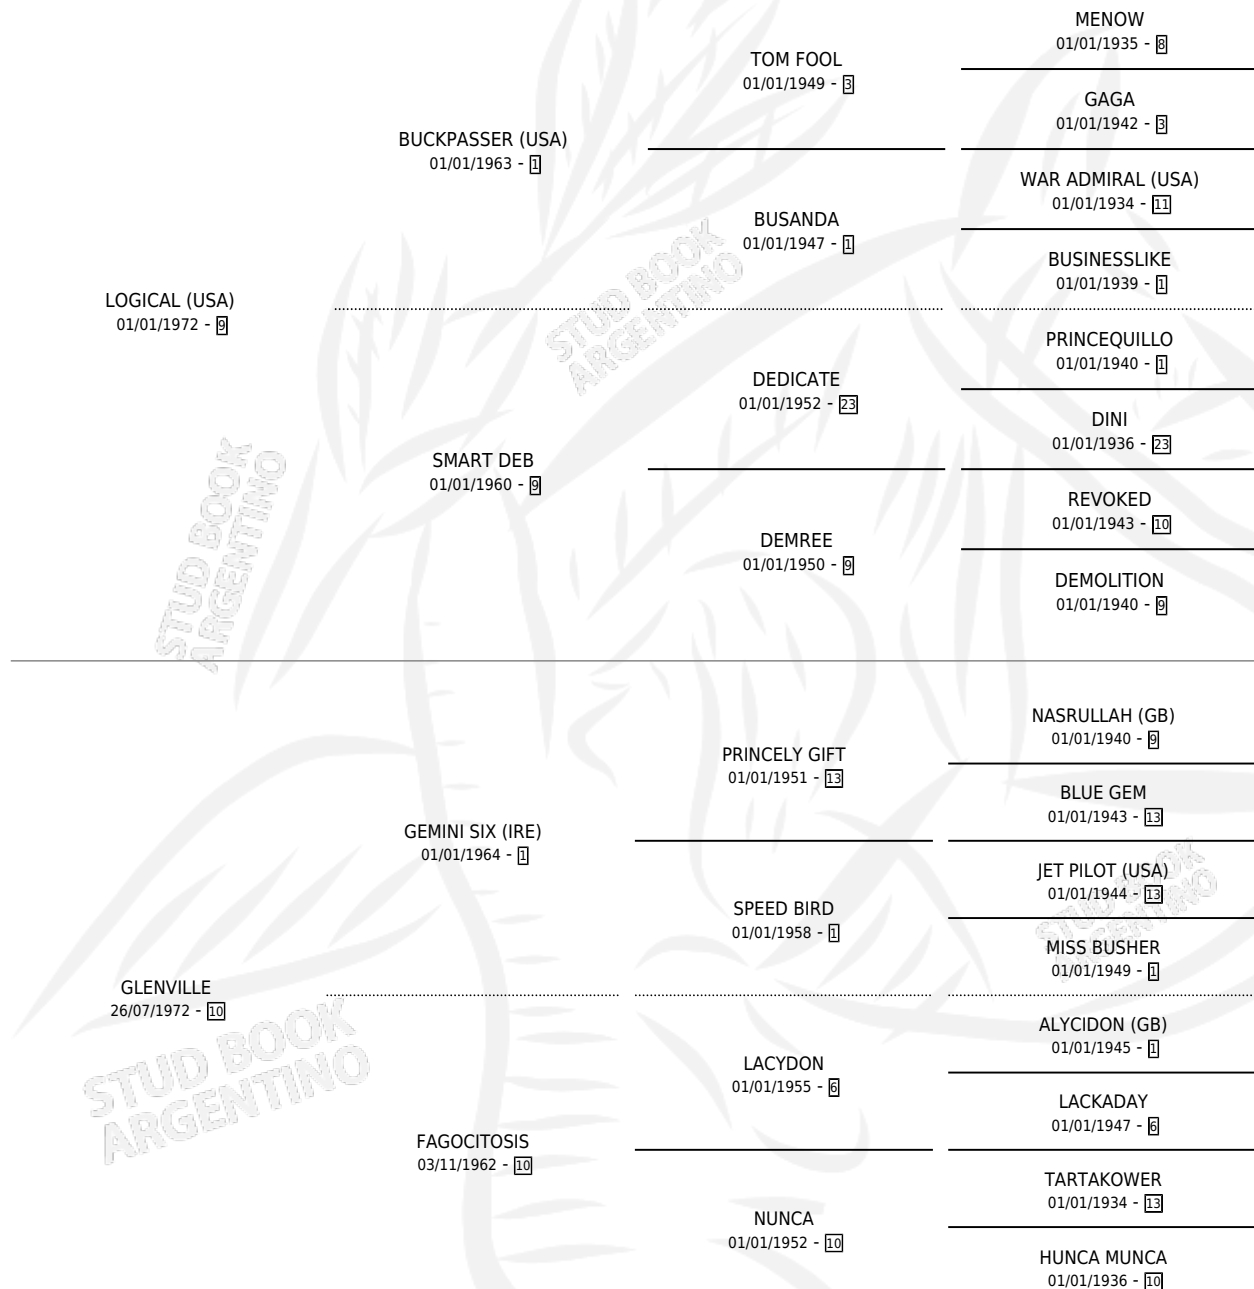 MENOW
01/01/1935 - 8
TOM FOOL
01/01/1949 - 3
GAGA
01/01/1942 - 3
BUCKPASSER (USA)
01/01/1963 - 1
WAR ADMIRAL (USA)
01/01/1934 - 11
BUSANDA
01/01/1947 - 1
BUSINESSLIKE
01/01/1939 - 1
LOGICAL (USA)
01/01/1972 - 9
PRINCEQUILLO
01/01/1940 - 1
DEDICATE
01/01/1952 - 23
DINI
01/01/1936 - 23
SMART DEB
01/01/1960 - 9
REVOKED
01/01/1943 - 10
DEMREE
01/01/1950 - 9
DEMOLITION
01/01/1940 - 9
NASRULLAH (GB)
01/01/1940 - 9
PRINCELY GIFT
01/01/1951 - 13
BLUE GEM
01/01/1943 - 13
GEMINI SIX (IRE)
01/01/1964 - 1
JET PILOT (USA)
01/01/1944 - 13
SPEED BIRD
01/01/1958 - 1
MISS BUSHER
01/01/1949 - 1
GLENVILLE
26/07/1972 - 10
ALYCIDON (GB)
01/01/1945 - 1
LACYDON
01/01/1955 - 6
LACKADAY
01/01/1947 - 6
FAGOCITOSIS
03/11/1962 - 10
TARTAKOWER
01/01/1934 - 13
NUNCA
01/01/1952 - 10
HUNCA MUNCA
01/01/1936 - 10
STUD BOOK
ARGENTINO
STUD BOOK
ARGENTINO
STUD BOOK
ARGENTINO
STUD BOOK
ARGENTINO